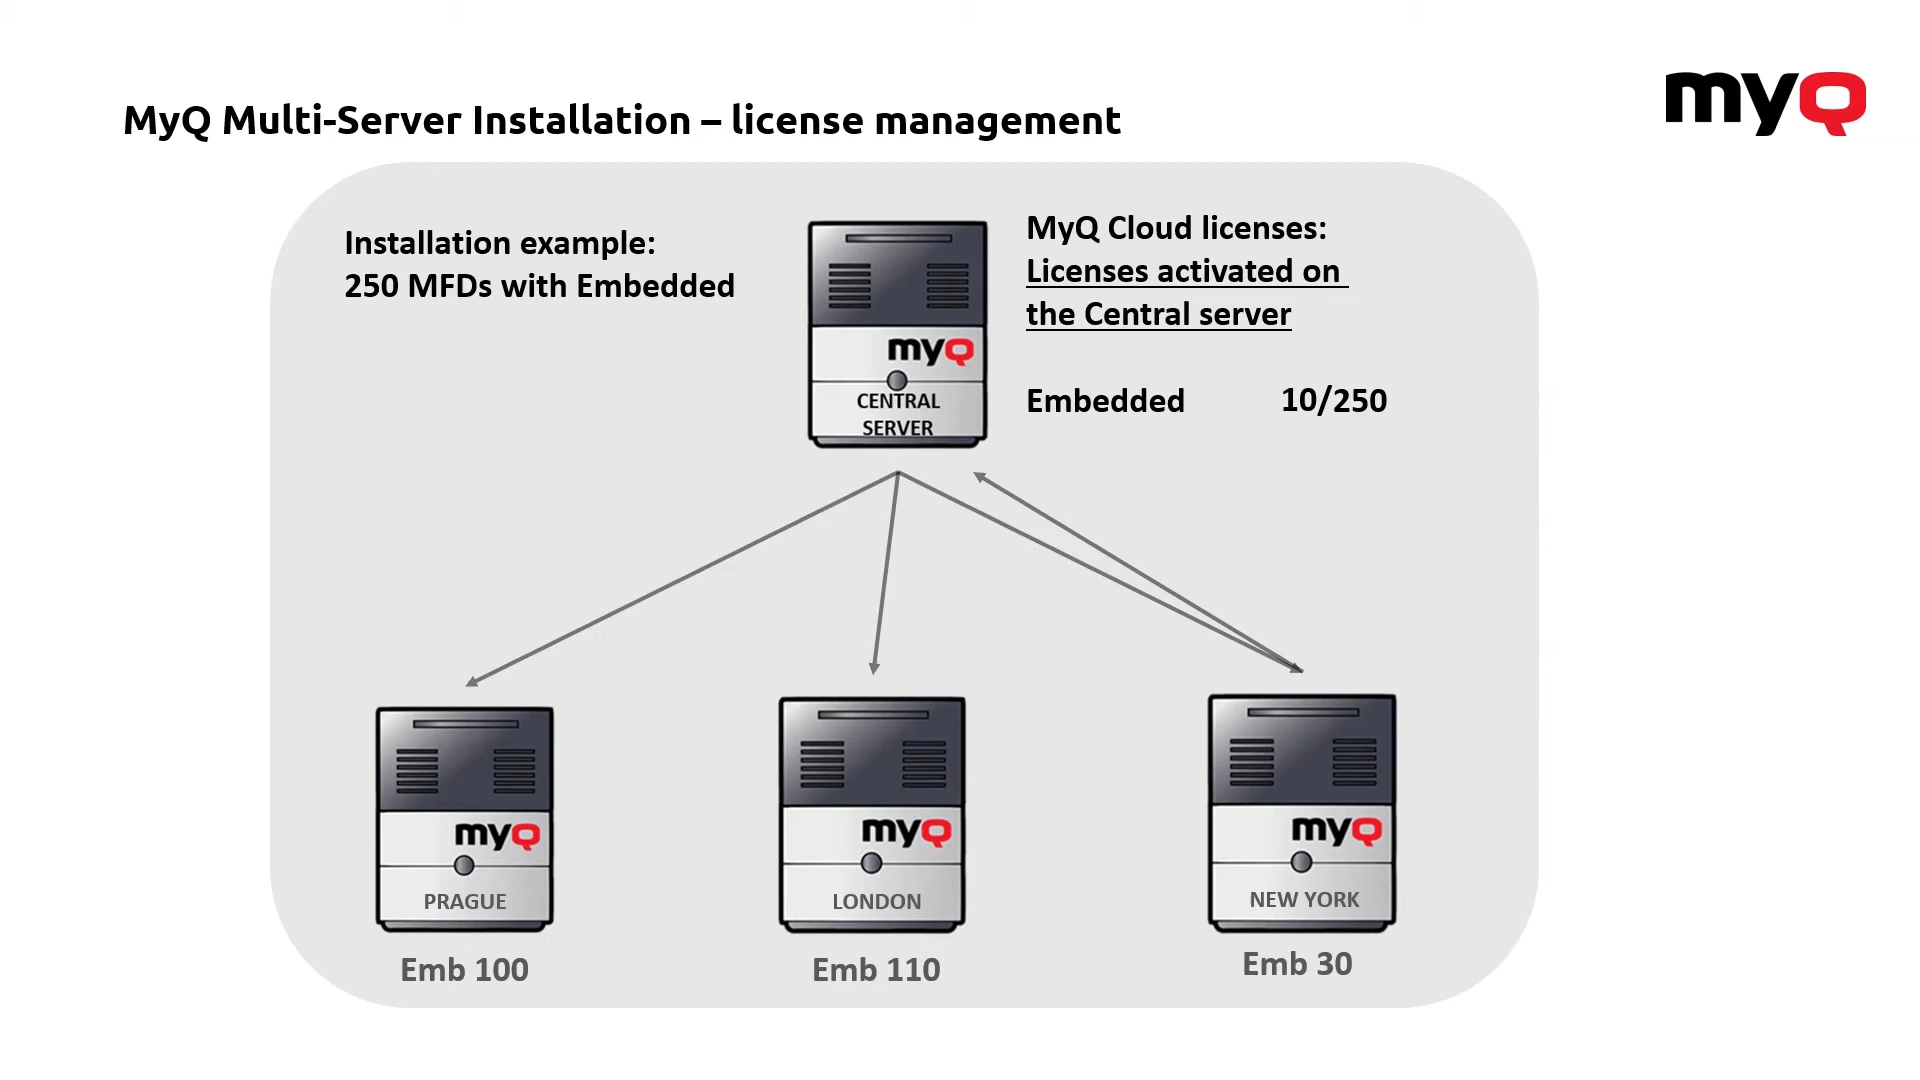 myQ
MyQ Multi-Server Installation – license management
Installation example:
250 MFDs with Embedded
MyQ Cloud licenses:
Licenses activated on
the Central server
Embedded 10/250
myQ
CENTRAL
SERVER
myQ
PRAGUE
Emb 100
myQ
LONDON
Emb 110
myQ
NEW YORK
Emb 30